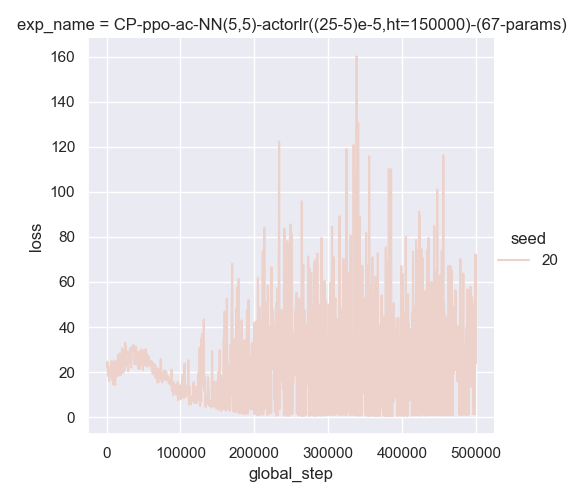 exp_name = CP-ppo-ac-NN(5,5)-actorlr((25-5)e-5,ht=150000)-(67-params)
160
140
120
100
80
60
40
20
0
loss
0 100000 200000 300000 400000 500000
global_step
seed
20